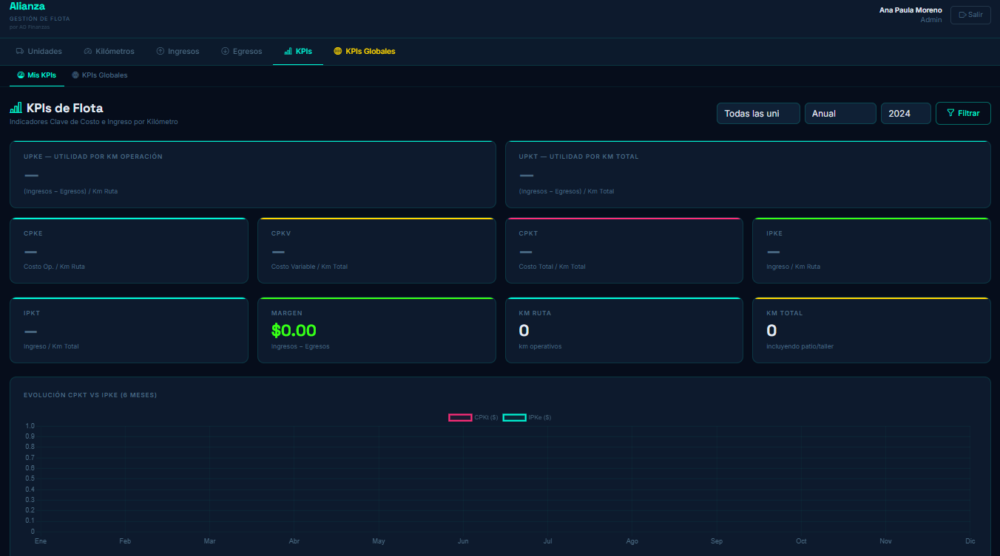 Alianza
GESTIÓN DE FLOTA
por AG Finanzas
Ana Paula Moreno
Admin
Salir
Unidades
Kilómetros
Ingresos
Egresos
KPIs
KPIs Globales
Mis KPIs
KPIs Globales
KPIs de Flota
Indicadores Clave de Costo e Ingreso por Kilómetro
Todas las uni
Anual
2024
Filtrar
UPKE — UTILIDAD POR KM OPERACIÓN
—
(Ingresos − Egresos) / Km Ruta
UPKT — UTILIDAD POR KM TOTAL
—
(Ingresos − Egresos) / Km Total
CPKE
—
Costo Op. / Km Ruta
CPKV
—
Costo Variable / Km Total
CPKT
—
Costo Total / Km Total
IPKE
—
Ingreso / Km Ruta
IPKT
—
Ingreso / Km Total
MARGEN
$0.00
Ingresos − Egresos
KM RUTA
0
km operativos
KM TOTAL
0
incluyendo patio/taller
EVOLUCIÓN CPKT VS IPKE (6 MESES)
CPKt ($)
IPKe ($)
1.0
0.9
0.8
0.7
0.6
0.5
0.4
0.3
0.2
0.1
0
Ene Feb Mar Abr May Jun Jul Ago Sep Oct Nov Dic